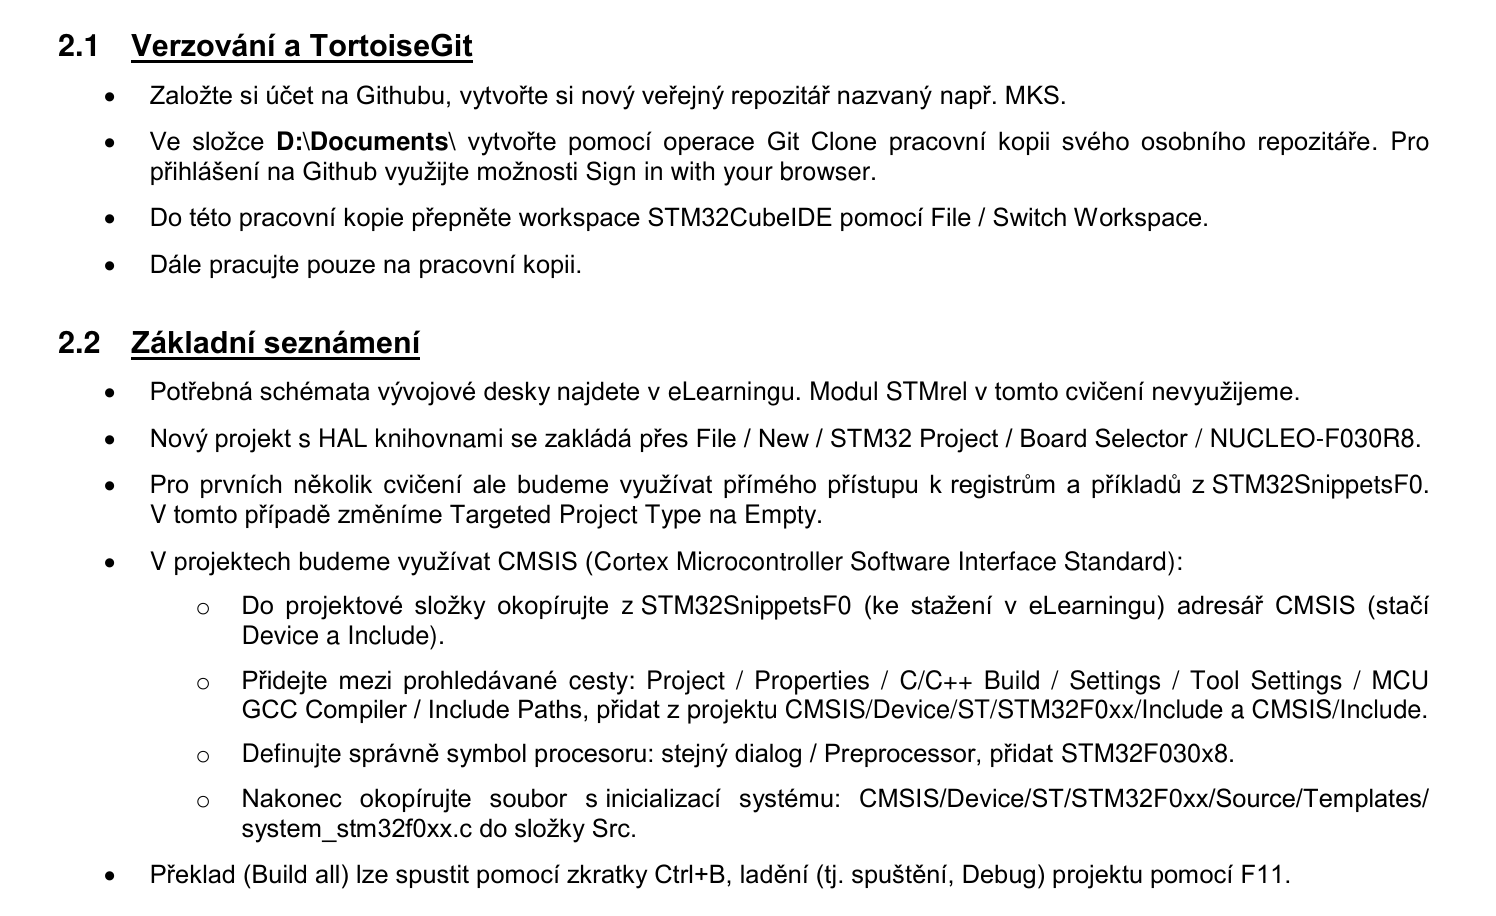 2.1 Verzování a TortoiseGit
• Založte si účet na Githubu, vytvořte si nový veřejný repozitář nazvaný např. MKS.
• Ve složce D:\Documents\ vytvořte pomocí operace Git Clone pracovní kopii svého osobního repozitáře. Pro
přihlášení na Github využijte možnosti Sign in with your browser.
• Do této pracovní kopie přepněte workspace STM32CubeIDE pomocí File / Switch Workspace.
• Dále pracujte pouze na pracovní kopii.
2.2 Základní seznámení
• Potřebná schémata vývojové desky najdete v eLearningu. Modul STMrel v tomto cvičení nevyužijeme.
• Nový projekt s HAL knihovnami se zakládá přes File / New / STM32 Project / Board Selector / NUCLEO-F030R8.
• Pro prvních několik cvičení ale budeme využívat přímého přístupu k registrům a příkladů z STM32SnippetsF0.
V tomto případě změníme Targeted Project Type na Empty.
• V projektech budeme využívat CMSIS (Cortex Microcontroller Software Interface Standard):
o Do projektové složky okopírujte z STM32SnippetsF0 (ke stažení v eLearningu) adresář CMSIS (stačí
Device a Include).
o Přidejte mezi prohledávané cesty: Project / Properties / C/C++ Build / Settings / Tool Settings / MCU
GCC Compiler / Include Paths, přidat z projektu CMSIS/Device/ST/STM32F0xx/Include a CMSIS/Include.
o Definujte správně symbol procesoru: stejný dialog / Preprocessor, přidat STM32F030x8.
o Nakonec okopírujte soubor s inicializací systému: CMSIS/Device/ST/STM32F0xx/Source/Templates/
system_stm32f0xx.c do složky Src.
• Překlad (Build all) lze spustit pomocí zkratky Ctrl+B, ladění (tj. spuštění, Debug) projektu pomocí F11.